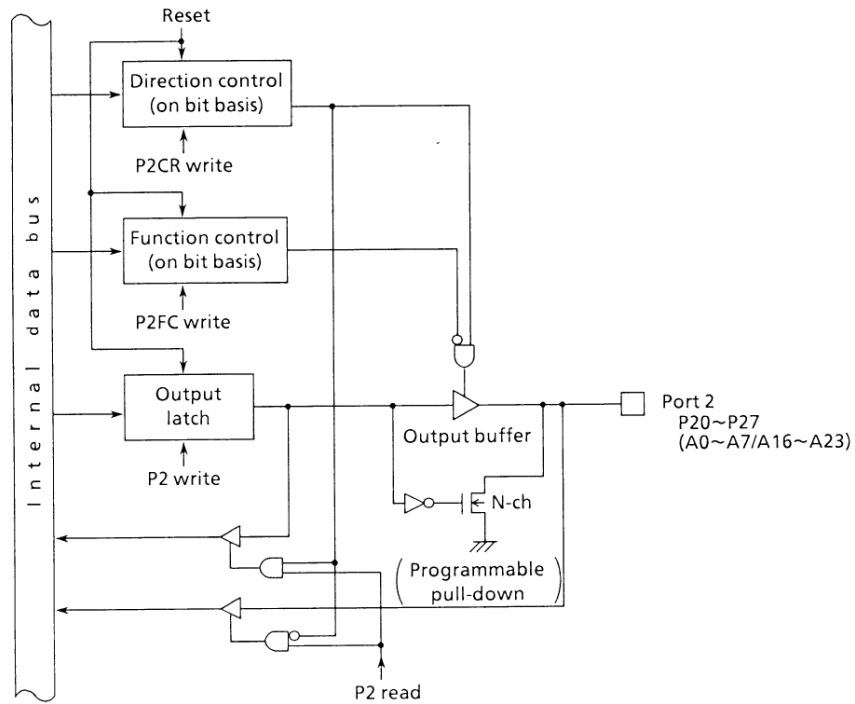 Reset
Direction control
(on bit basis)
P2CR write
Internal data bus
Function control
(on bit basis)
P2FC write
Output
latch
P2 write
Output buffer
Port 2
P20~P27
(A0~A7/A16~A23)
N-ch
(Programmable
pull-down)
P2 read